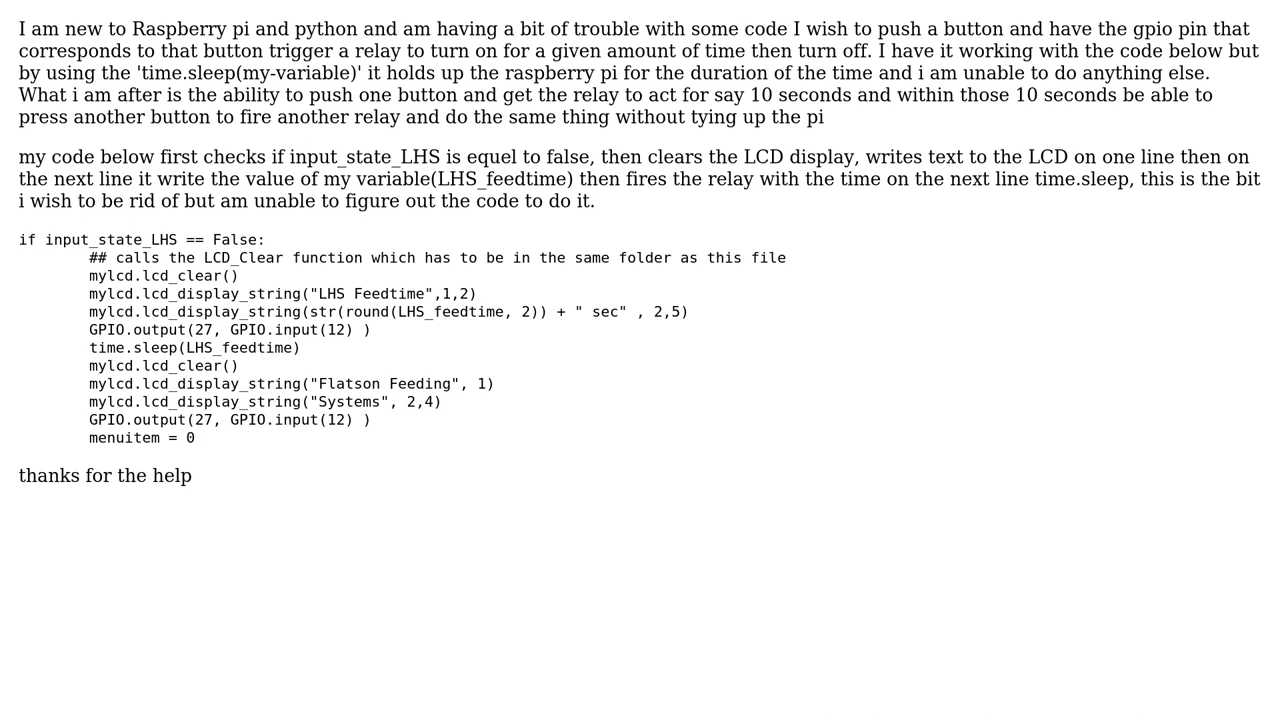 I am new to Raspberry pi and python and am having a bit of trouble with some code I wish to push a button and have the gpio pin that
corresponds to that button trigger a relay to turn on for a given amount of time then turn off. I have it working with the code below but
by using the 'time.sleep(my-variable)' it holds up the raspberry pi for the duration of the time and i am unable to do anything else.
What i am after is the ability to push one button and get the relay to act for say 10 seconds and within those 10 seconds be able to
press another button to fire another relay and do the same thing without tying up the pi
my code below first checks if input_state_LHS is equal to false, then clears the LCD display, writes text to the LCD on one line then on
the next line it write the value of my variable(LHS_feedtime) then fires the relay with the time on the next line time.sleep, this is the bit
i wish to be rid of but am unable to figure out the code to do it.
if input_state_LHS == False:
        ## calls the LCD_Clear function which has to be in the same folder as this file
        mylcd.lcd_clear()
        mylcd.lcd_display_string("LHS Feedtime",1,2)
        mylcd.lcd_display_string(str(round(LHS_feedtime, 2)) + " sec" , 2,5)
        GPIO.output(27, GPIO.input(12) )
        time.sleep(LHS_feedtime)
        mylcd.lcd_clear()
        mylcd.lcd_display_string("Flatson Feeding", 1)
        mylcd.lcd_display_string("Systems", 2,4)
        GPIO.output(27, GPIO.input(12) )
        menuitem = 0
thanks for the help